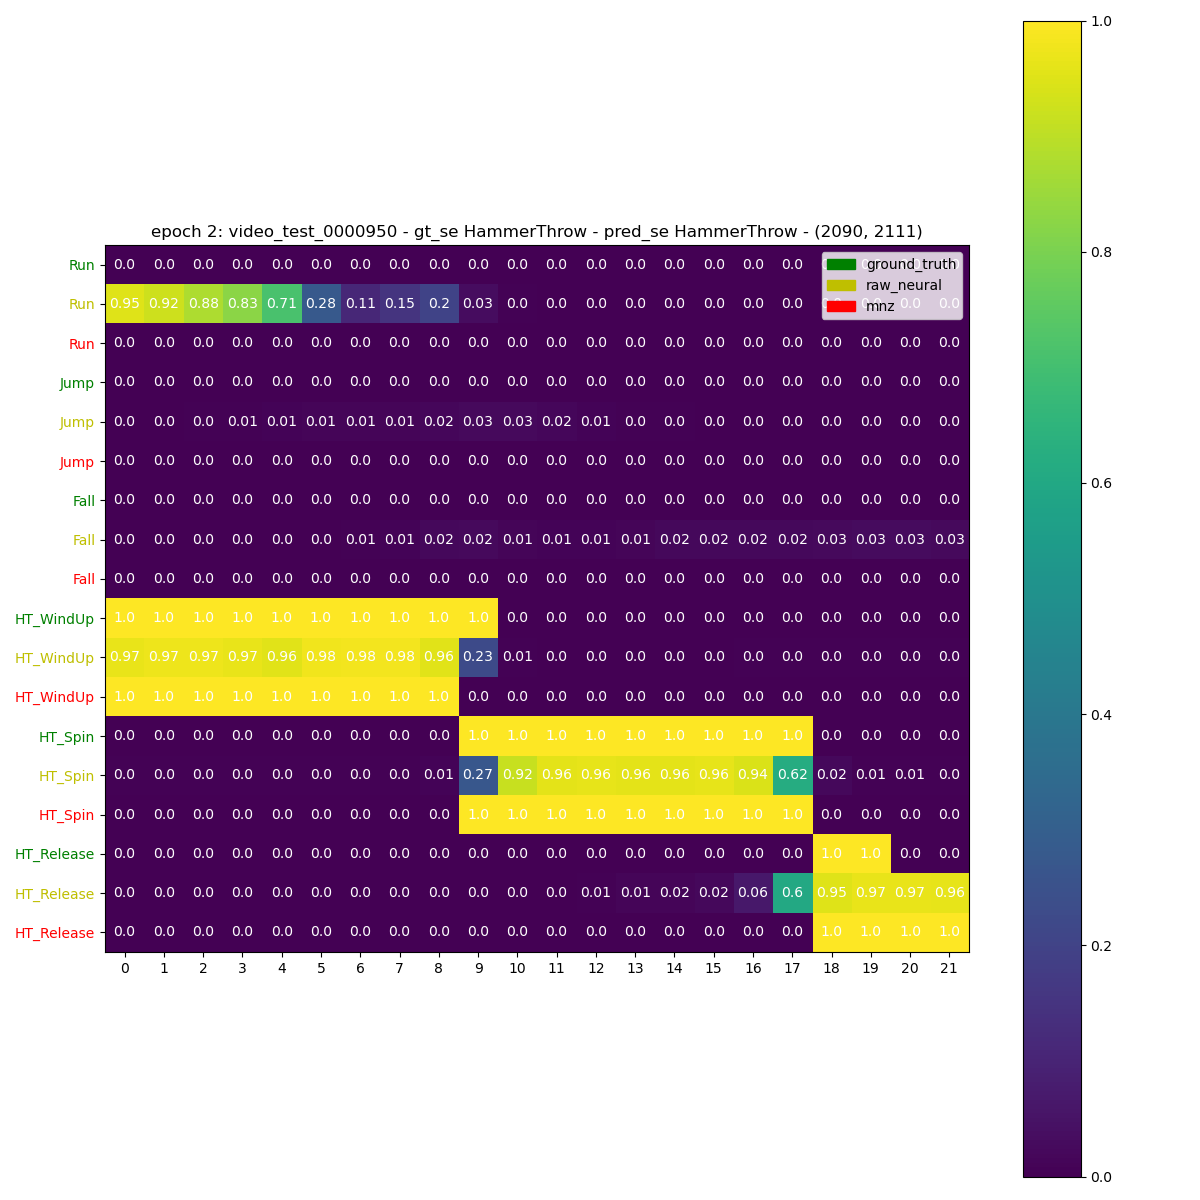 epoch 2: video_test_0000950 - gt_se HammerThrow - pred_se HammerThrow - (2090, 2111)
1.0
0.8
0.6
0.4
0.2
0.0
ground_truth
raw_neural
mnz
Run 0.0 0.0 0.0 0.0 0.0 0.0 0.0 0.0 0.0 0.0 0.0 0.0 0.0 0.0 0.0 0.0 0.0 0.0
Run 0.95 0.92 0.88 0.83 0.71 0.28 0.11 0.15 0.2 0.03 0.0 0.0 0.0 0.0 0.0 0.0 0.0 0.0
Run 0.0 0.0 0.0 0.0 0.0 0.0 0.0 0.0 0.0 0.0 0.0 0.0 0.0 0.0 0.0 0.0 0.0 0.0 0.0 0.0 0.0 0.0
Jump 0.0 0.0 0.0 0.0 0.0 0.0 0.0 0.0 0.0 0.0 0.0 0.0 0.0 0.0 0.0 0.0 0.0 0.0 0.0 0.0 0.0 0.0
Jump 0.0 0.0 0.0 0.01 0.01 0.01 0.01 0.01 0.02 0.03 0.03 0.02 0.01 0.0 0.0 0.0 0.0 0.0 0.0 0.0 0.0 0.0
Jump 0.0 0.0 0.0 0.0 0.0 0.0 0.0 0.0 0.0 0.0 0.0 0.0 0.0 0.0 0.0 0.0 0.0 0.0 0.0 0.0 0.0 0.0
Fall 0.0 0.0 0.0 0.0 0.0 0.0 0.0 0.0 0.0 0.0 0.0 0.0 0.0 0.0 0.0 0.0 0.0 0.0 0.0 0.0 0.0 0.0
Fall 0.0 0.0 0.0 0.0 0.0 0.0 0.01 0.01 0.02 0.02 0.01 0.01 0.01 0.01 0.02 0.02 0.02 0.02 0.03 0.03 0.03 0.03
Fall 0.0 0.0 0.0 0.0 0.0 0.0 0.0 0.0 0.0 0.0 0.0 0.0 0.0 0.0 0.0 0.0 0.0 0.0 0.0 0.0 0.0 0.0
HT_WindUp 1.0 1.0 1.0 1.0 1.0 1.0 1.0 1.0 1.0 1.0 0.0 0.0 0.0 0.0 0.0 0.0 0.0 0.0 0.0 0.0 0.0 0.0
HT_WindUp 0.97 0.97 0.97 0.97 0.96 0.98 0.98 0.98 0.96 0.23 0.01 0.0 0.0 0.0 0.0 0.0 0.0 0.0 0.0 0.0 0.0 0.0
HT_WindUp 1.0 1.0 1.0 1.0 1.0 1.0 1.0 1.0 1.0 0.0 0.0 0.0 0.0 0.0 0.0 0.0 0.0 0.0 0.0 0.0 0.0 0.0
HT_Spin 0.0 0.0 0.0 0.0 0.0 0.0 0.0 0.0 0.0 1.0 1.0 1.0 1.0 1.0 1.0 1.0 1.0 1.0 0.0 0.0 0.0 0.0
HT_Spin 0.0 0.0 0.0 0.0 0.0 0.0 0.0 0.0 0.01 0.27 0.92 0.96 0.96 0.96 0.96 0.96 0.94 0.62 0.02 0.01 0.01 0.0
HT_Spin 0.0 0.0 0.0 0.0 0.0 0.0 0.0 0.0 0.0 1.0 1.0 1.0 1.0 1.0 1.0 1.0 1.0 1.0 0.0 0.0 0.0 0.0
HT_Release 0.0 0.0 0.0 0.0 0.0 0.0 0.0 0.0 0.0 0.0 0.0 0.0 0.0 0.0 0.0 0.0 0.0 0.0 1.0 1.0 0.0 0.0
HT_Release 0.0 0.0 0.0 0.0 0.0 0.0 0.0 0.0 0.0 0.0 0.0 0.0 0.01 0.01 0.02 0.02 0.06 0.6 0.95 0.97 0.97 0.96
HT_Release 0.0 0.0 0.0 0.0 0.0 0.0 0.0 0.0 0.0 0.0 0.0 0.0 0.0 0.0 0.0 0.0 0.0 0.0 1.0 1.0 1.0 1.0
0 1 2 3 4 5 6 7 8 9 10 11 12 13 14 15 16 17 18 19 20 21